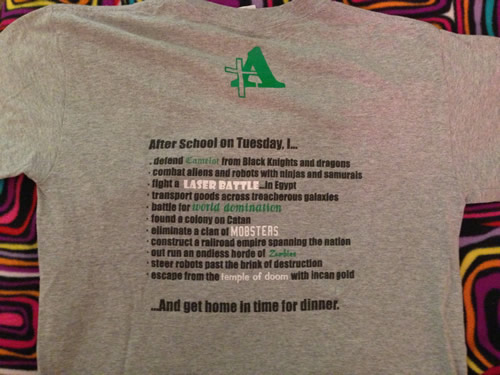 A
After School on Tuesday, I...
· defend Camelot from Black Knights and dragons
· combat aliens and robots with ninjas and samurais
· fight a LASER BATTLE...in Egypt
· transport goods across treacherous galaxies
· battle for world domination
· found a colony on Catan
· eliminate a clan of MOBSTERS
· construct a railroad empire spanning the nation
· out run an endless horde of Zombies
· steer robots past the brink of destruction
· escape from the temple of doom with incan gold
...And get home in time for dinner.